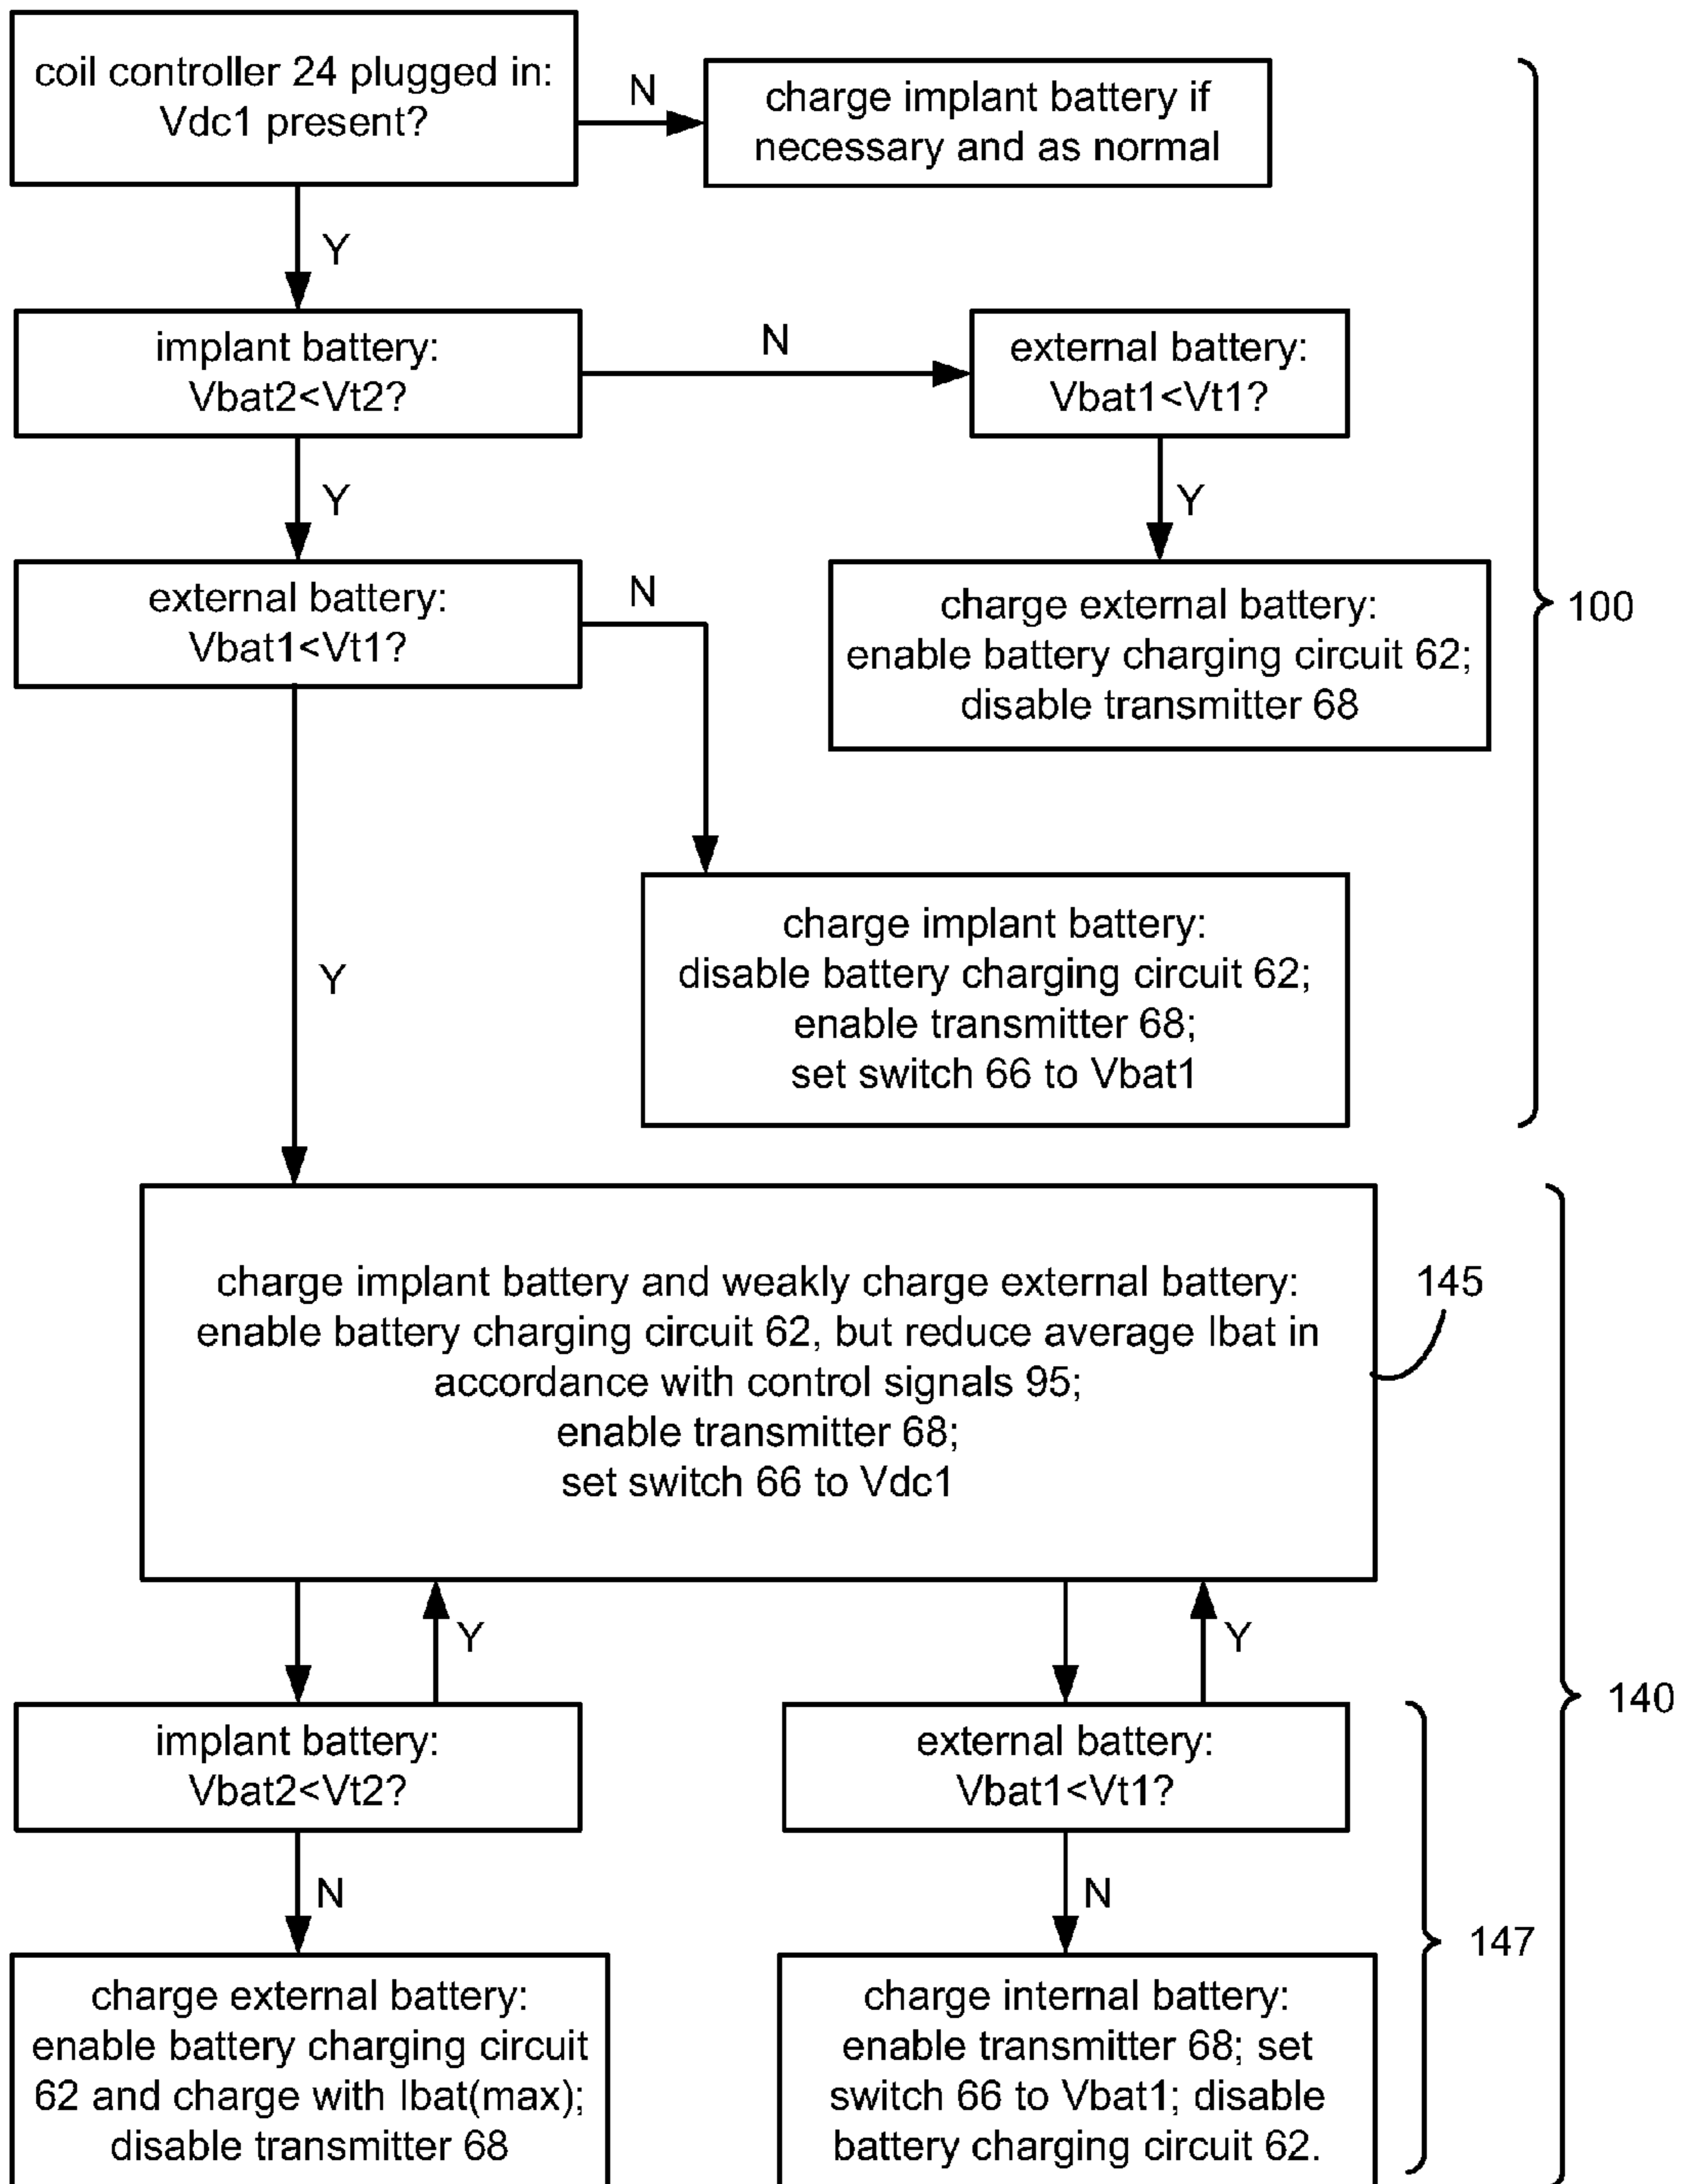 coil controller 24 plugged in:
Vdc1 present?
N
charge implant battery if
necessary and as normal
Y
implant battery:
Vbat2<Vt2?
N
external battery:
Vbat1<Vt1?
Y
Y
external battery:
Vbat1<Vt1?
N
charge external battery:
enable battery charging circuit 62;
disable transmitter 68
100
Y
charge implant battery:
disable battery charging circuit 62;
enable transmitter 68;
set switch 66 to Vbat1
charge implant battery and weakly charge external battery:
enable battery charging circuit 62, but reduce average Ibat in
accordance with control signals 95;
enable transmitter 68;
set switch 66 to Vdc1
145
Y
Y
implant battery:
Vbat2<Vt2?
external battery:
Vbat1<Vt1?
140
N
N
147
charge external battery:
enable battery charging circuit
62 and charge with Ibat(max);
disable transmitter 68
charge internal battery:
enable transmitter 68; set
switch 66 to Vbat1; disable
battery charging circuit 62.